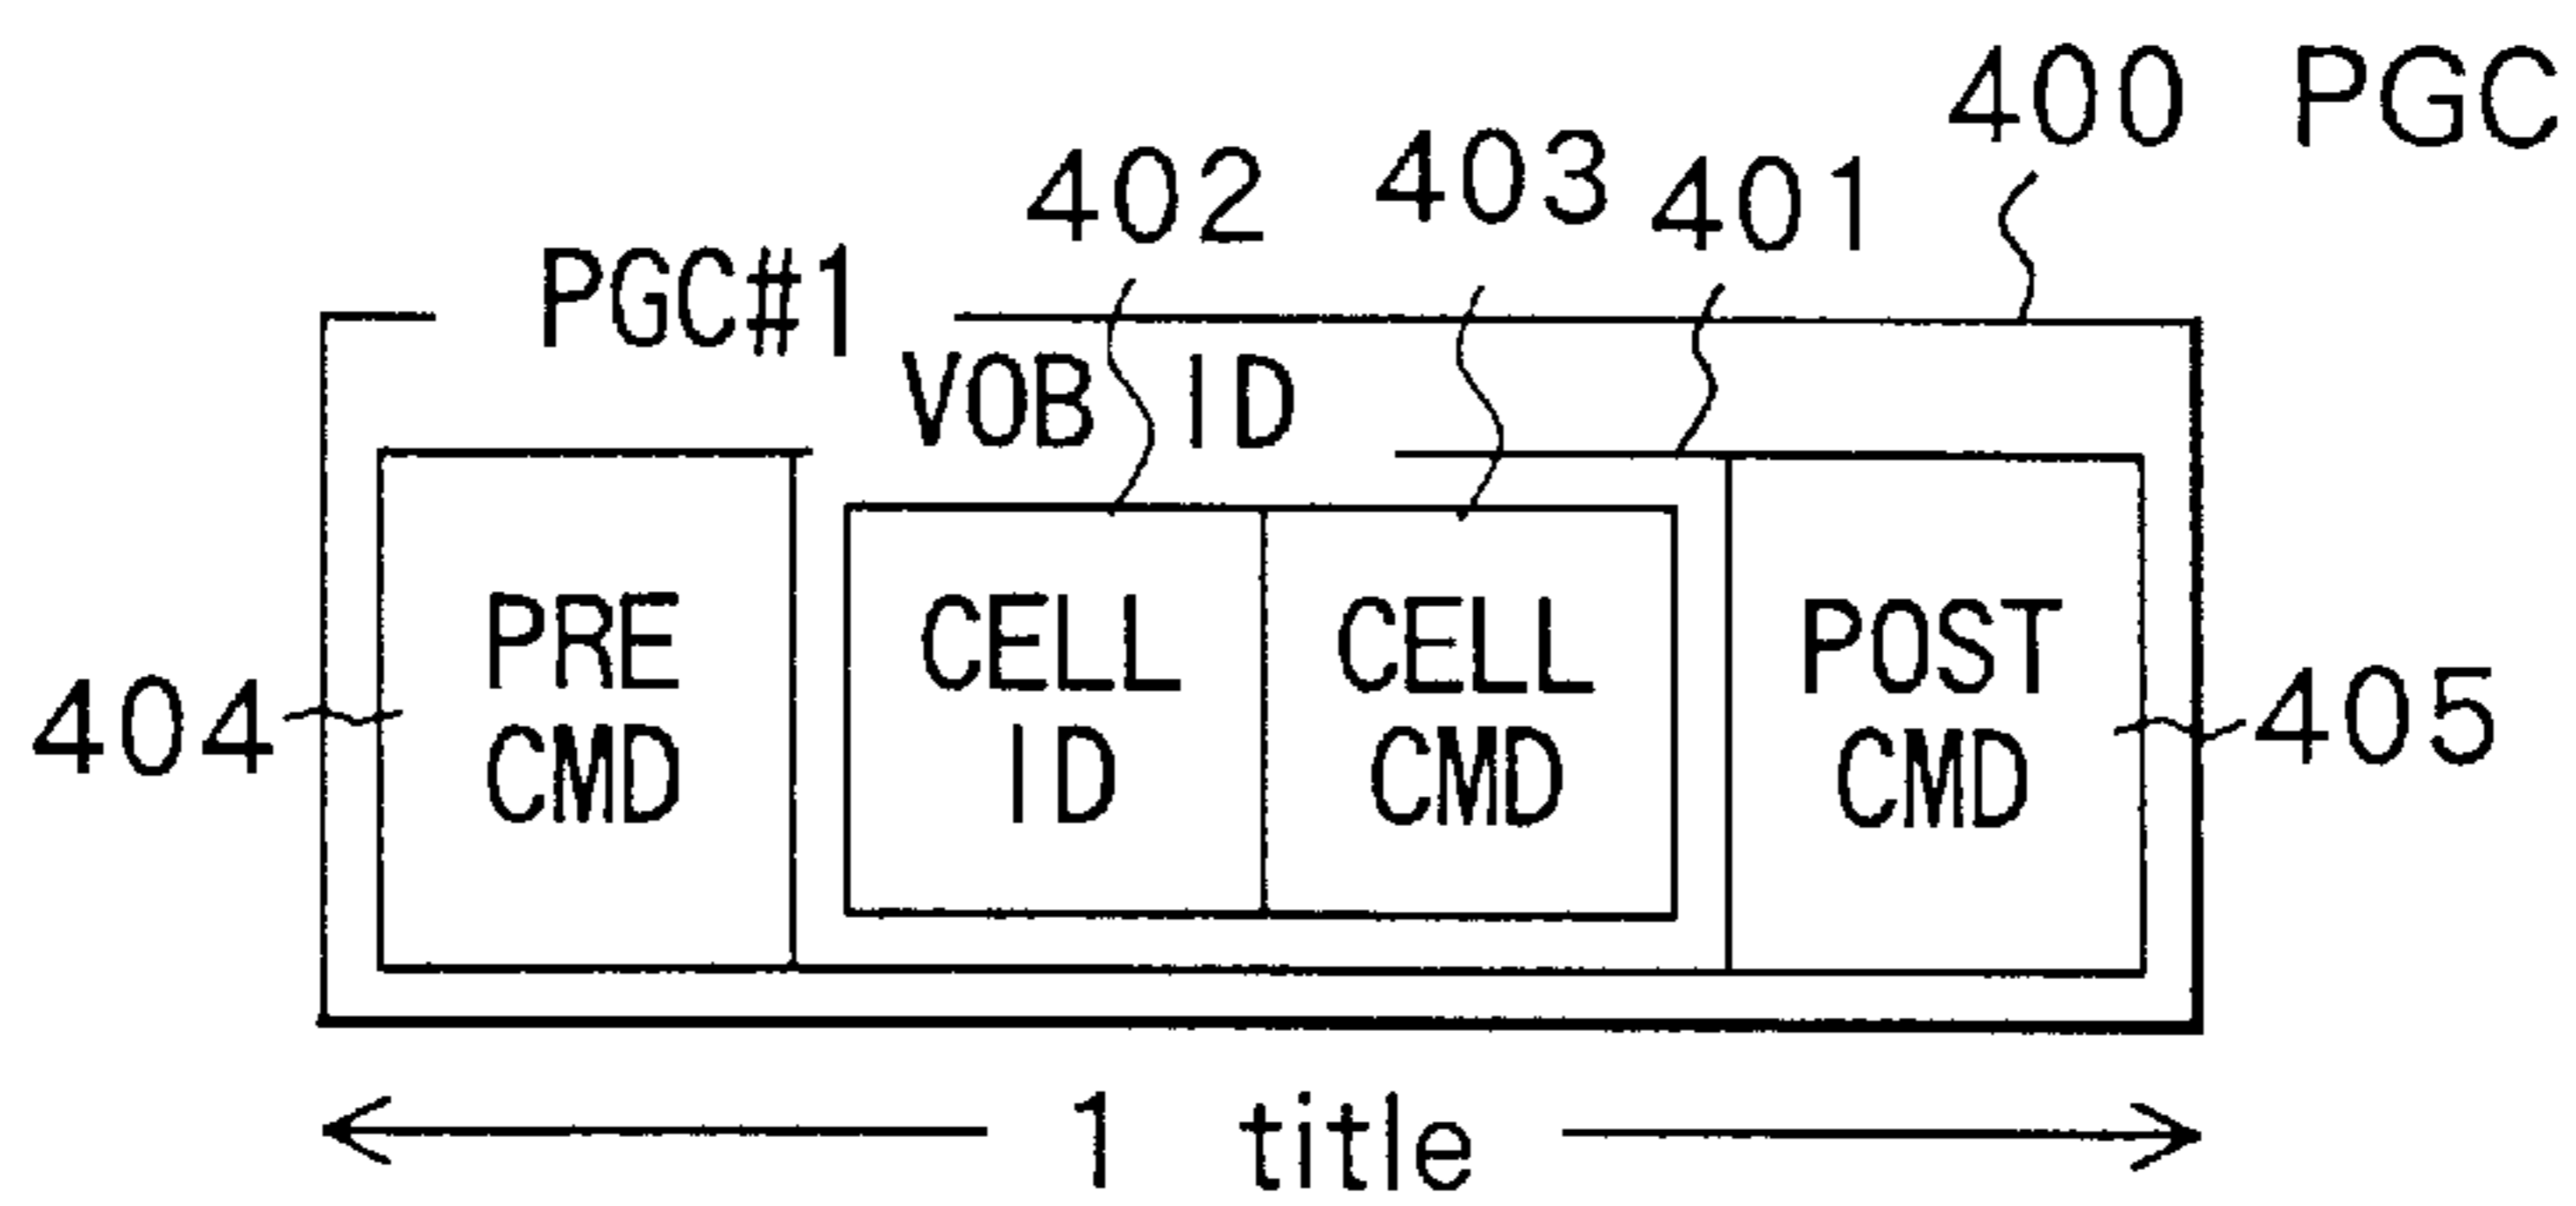 400 PGC
402 403 401
PGC#1
VOB ID
PRE CMD
CELL ID
CELL CMD
POST CMD
404
405
1 title